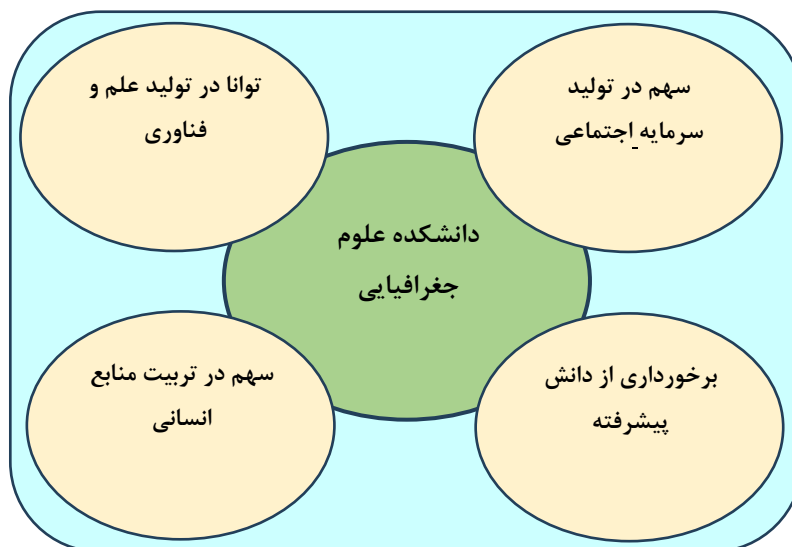 سهم در تولید
سرمایه اجتماعی
توانا در تولید علم و
فناوری
دانشکده علوم
جغرافیایی
برخورداری از دانش
پیشرفته
سهم در تربیت منابع
انسانی